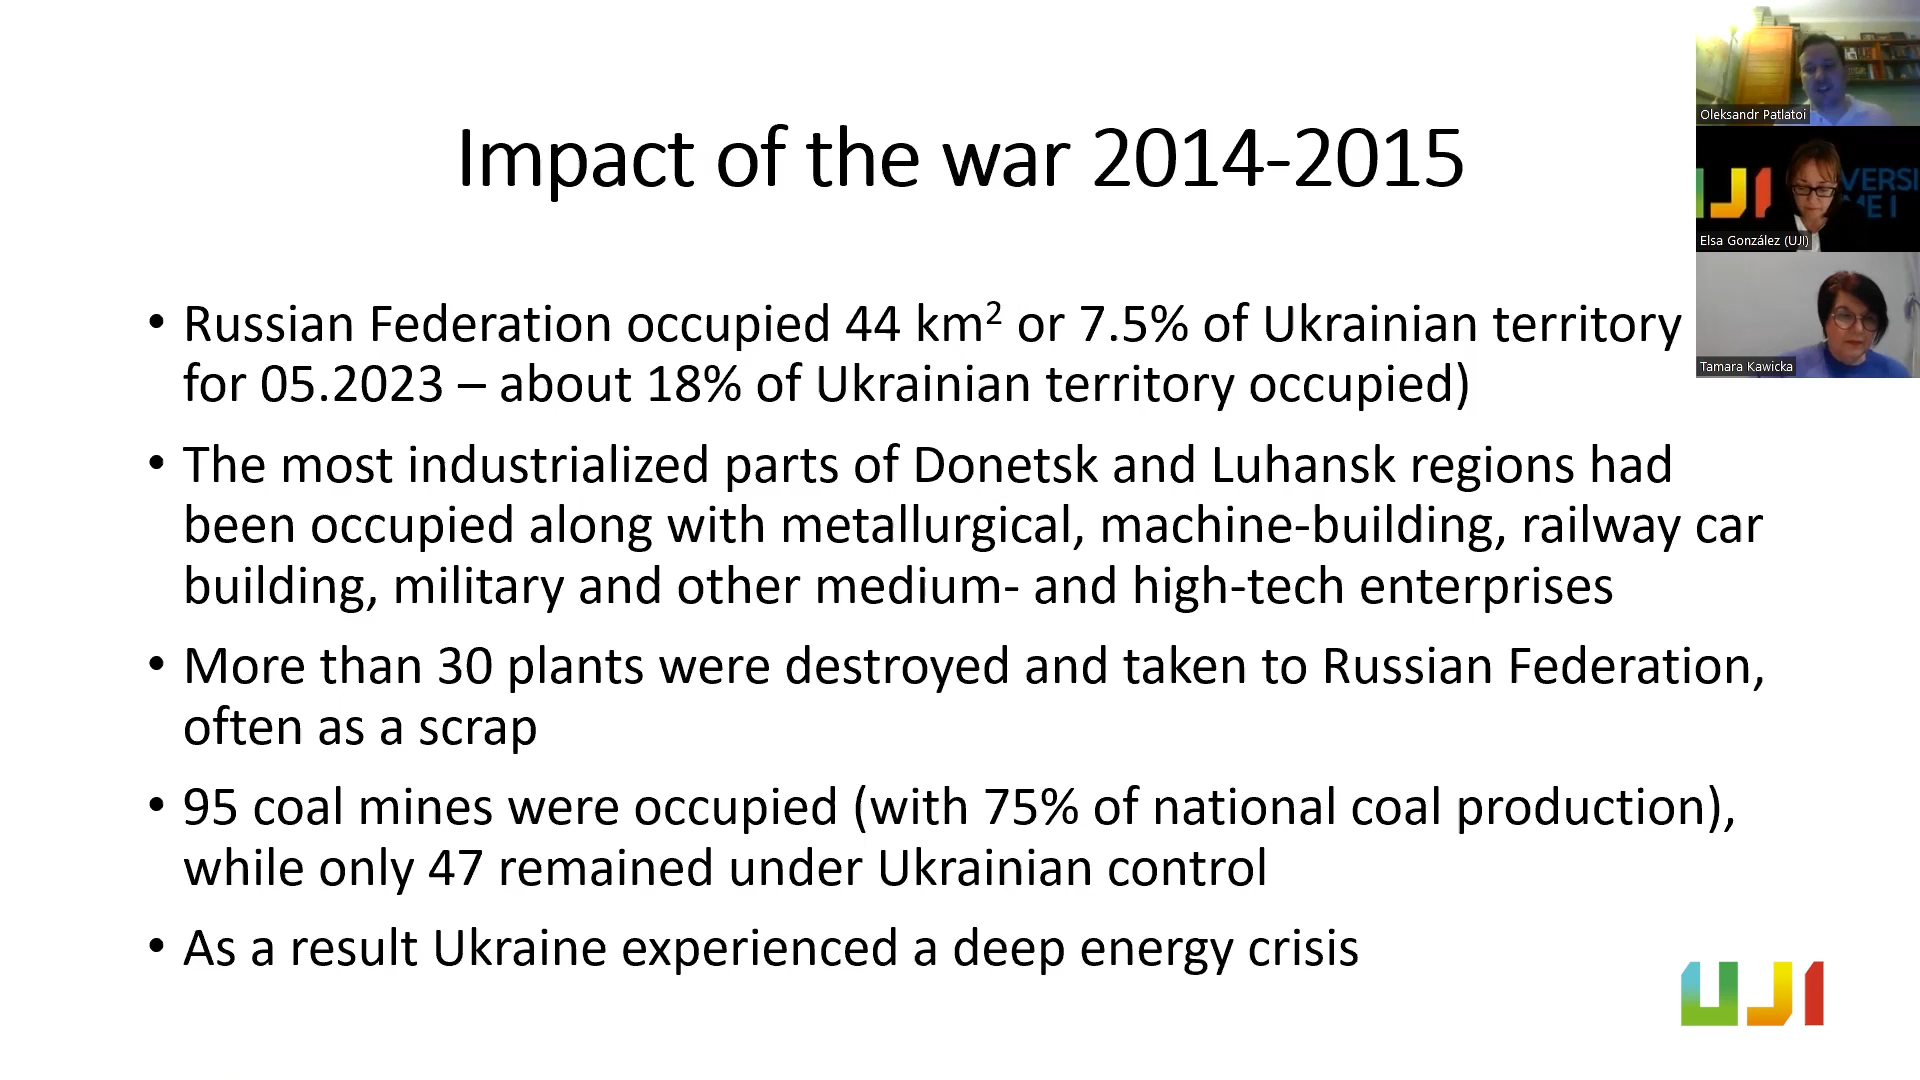 Impact of the war 2014-2015
• Russian Federation occupied 44 km² or 7.5% of Ukrainian territory
for 05.2023 – about 18% of Ukrainian territory occupied)
• The most industrialized parts of Donetsk and Luhansk regions had
been occupied along with metallurgical, machine-building, railway car
building, military and other medium- and high-tech enterprises
• More than 30 plants were destroyed and taken to Russian Federation,
often as a scrap
• 95 coal mines were occupied (with 75% of national coal production),
while only 47 remained under Ukrainian control
• As a result Ukraine experienced a deep energy crisis
UJI
Oleksandr Patlatoi
UJI
VERSI
ME I
Elsa González (UJI)
Tamara Kawicka